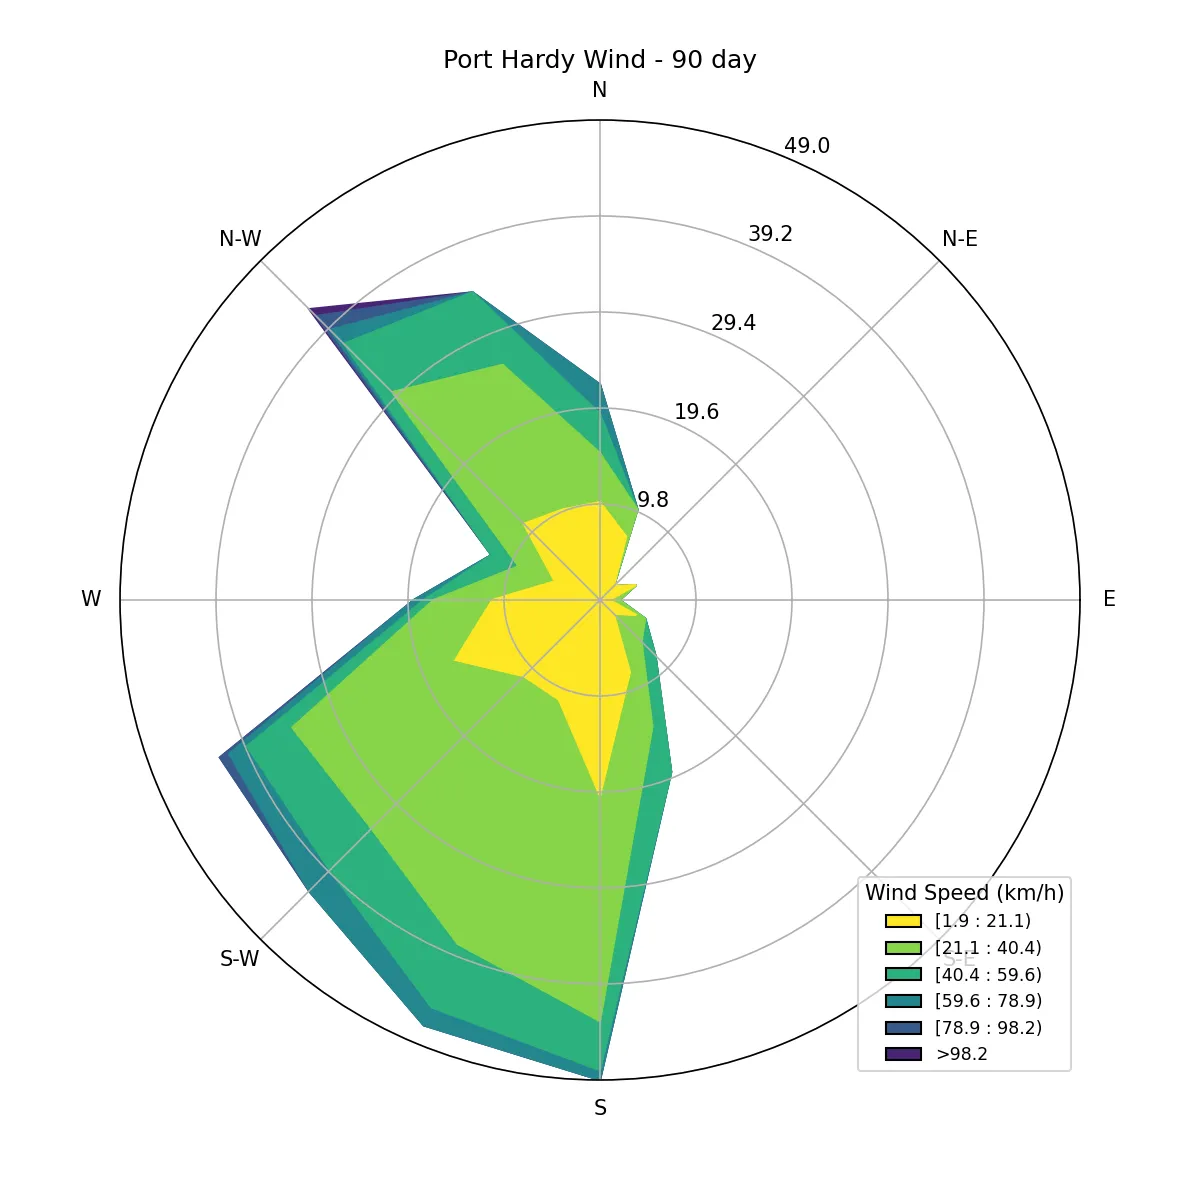 Port Hardy Wind - 90 day
N
49.0
39.2
N-W
N-E
29.4
19.6
9.8
W
E
Wind Speed (km/h)
[1.9 : 21.1)
[21.1 : 40.4)
S-W
S-E
[40.4 : 59.6)
[59.6 : 78.9)
[78.9 : 98.2)
>98.2
S